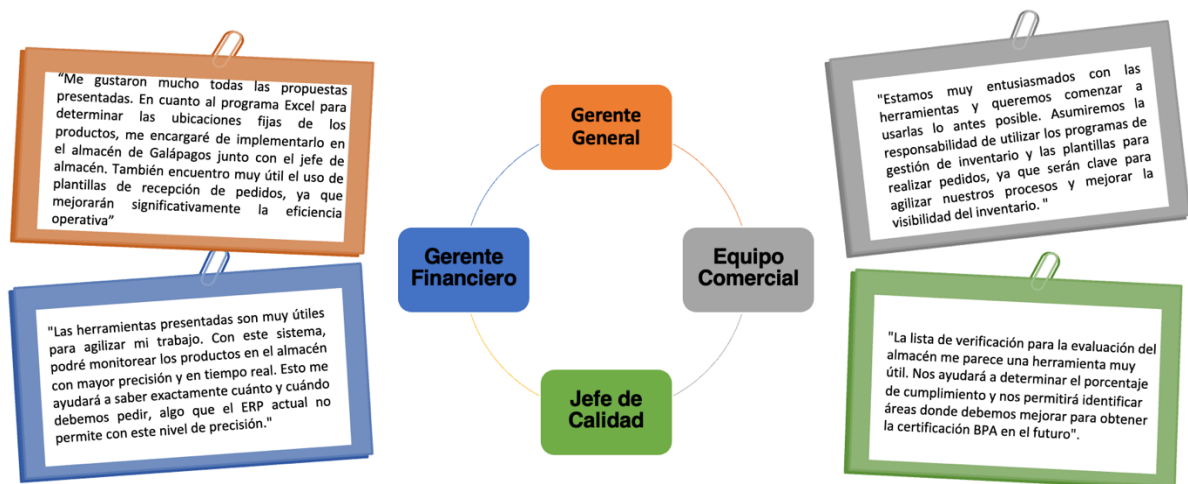 “Me gustaron mucho todas las propuestas
presentadas. En cuanto al programa Excel para
determinar las ubicaciones fijas de los
productos, me encargaré de implementarlo en
el almacén de Galápagos junto con el jefe de
almacén. También encuentro muy útil el uso de
plantillas de recepción de pedidos, ya que
mejorarán significativamente la eficiencia
operativa”
Gerente
General
"Estamos muy entusiasmados con las
herramientas y queremos comenzar a
usarlas lo antes posible. Asumiremos la
responsabilidad de utilizar los programas de
gestión de inventario y las plantillas para
realizar pedidos, ya que serán clave para
agilizar nuestros procesos y mejorar la
visibilidad del inventario. "
Gerente
Financiero
Equipo
Comercial
"Las herramientas presentadas son muy útiles
para agilizar mi trabajo. Con este sistema,
podré monitorear los productos en el almacén
con mayor precisión y en tiempo real. Esto me
ayudará a saber exactamente cuánto y cuándo
debemos pedir, algo que el ERP actual no
permite con este nivel de precisión."
Jefe de
Calidad
"La lista de verificación para la evaluación del
almacén me parece una herramienta muy
útil. Nos ayudará a determinar el porcentaje
de cumplimiento y nos permitirá identificar
áreas donde debemos mejorar para obtener
la certificación BPA en el futuro".